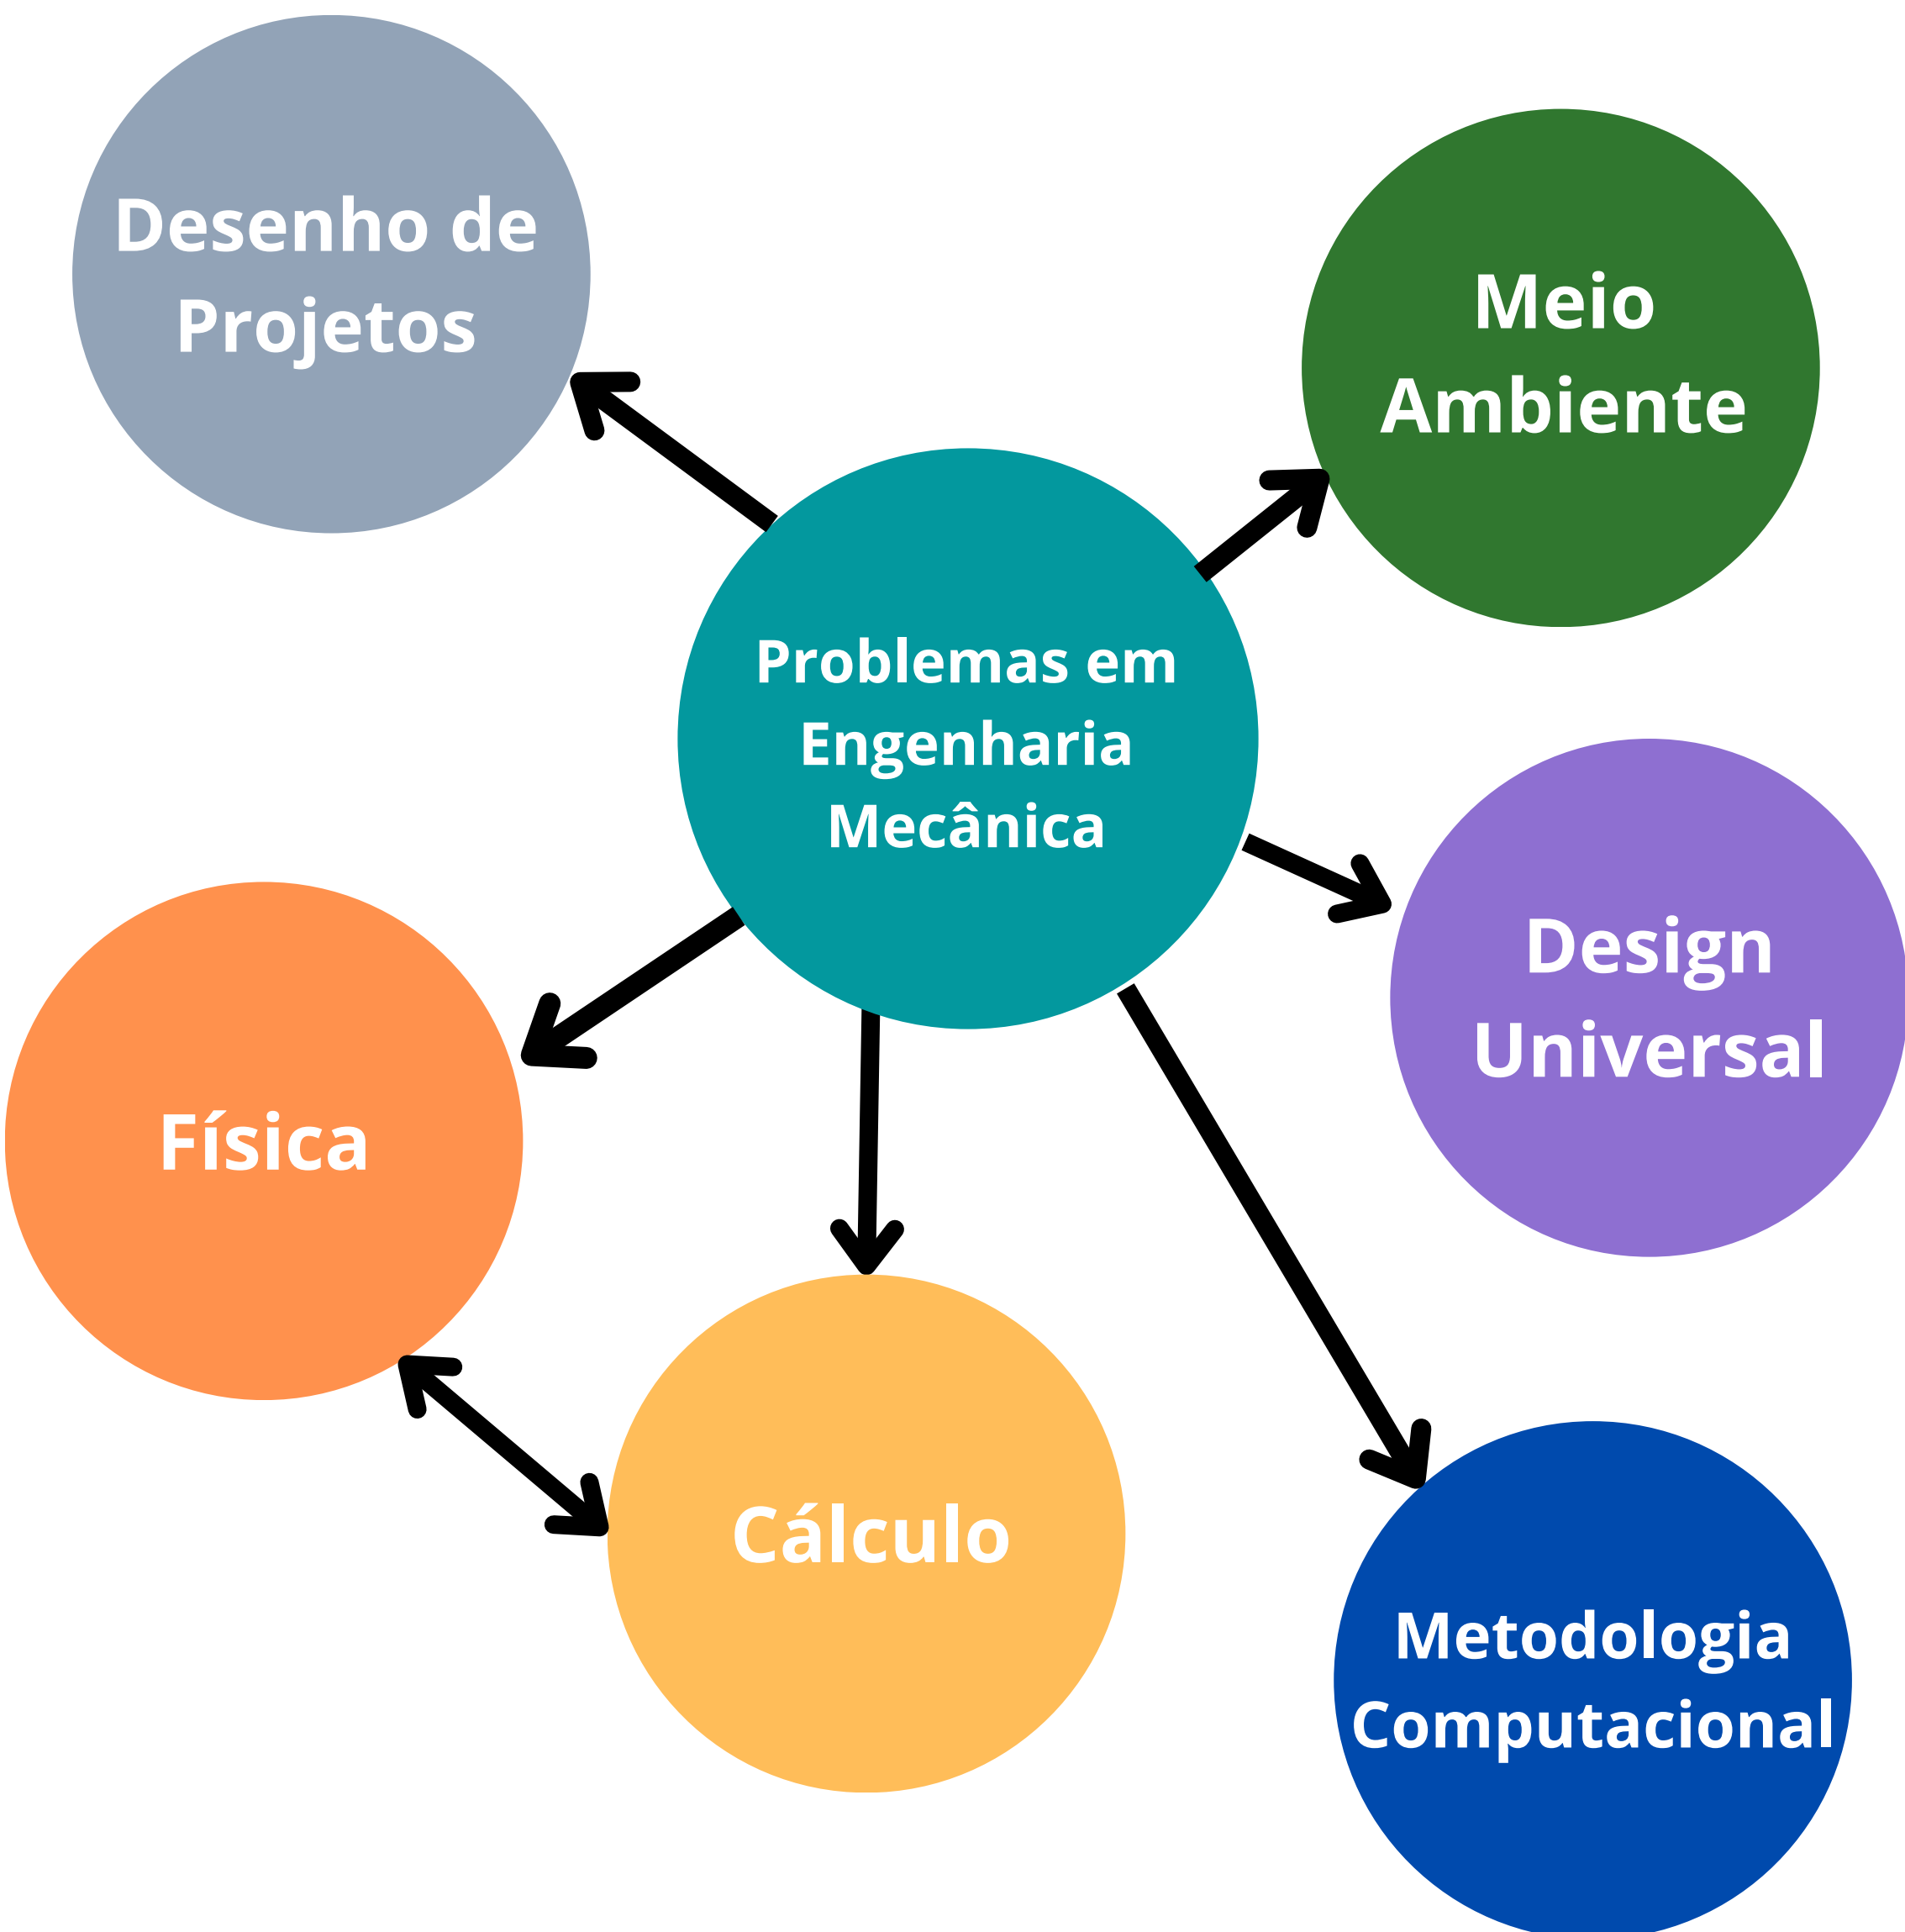 Desenho de
Projetos
Meio
Ambiente
Problemas em
Engenharia
Mecânica
Design
Universal
Física
Cálculo
Metodologia
Computacional